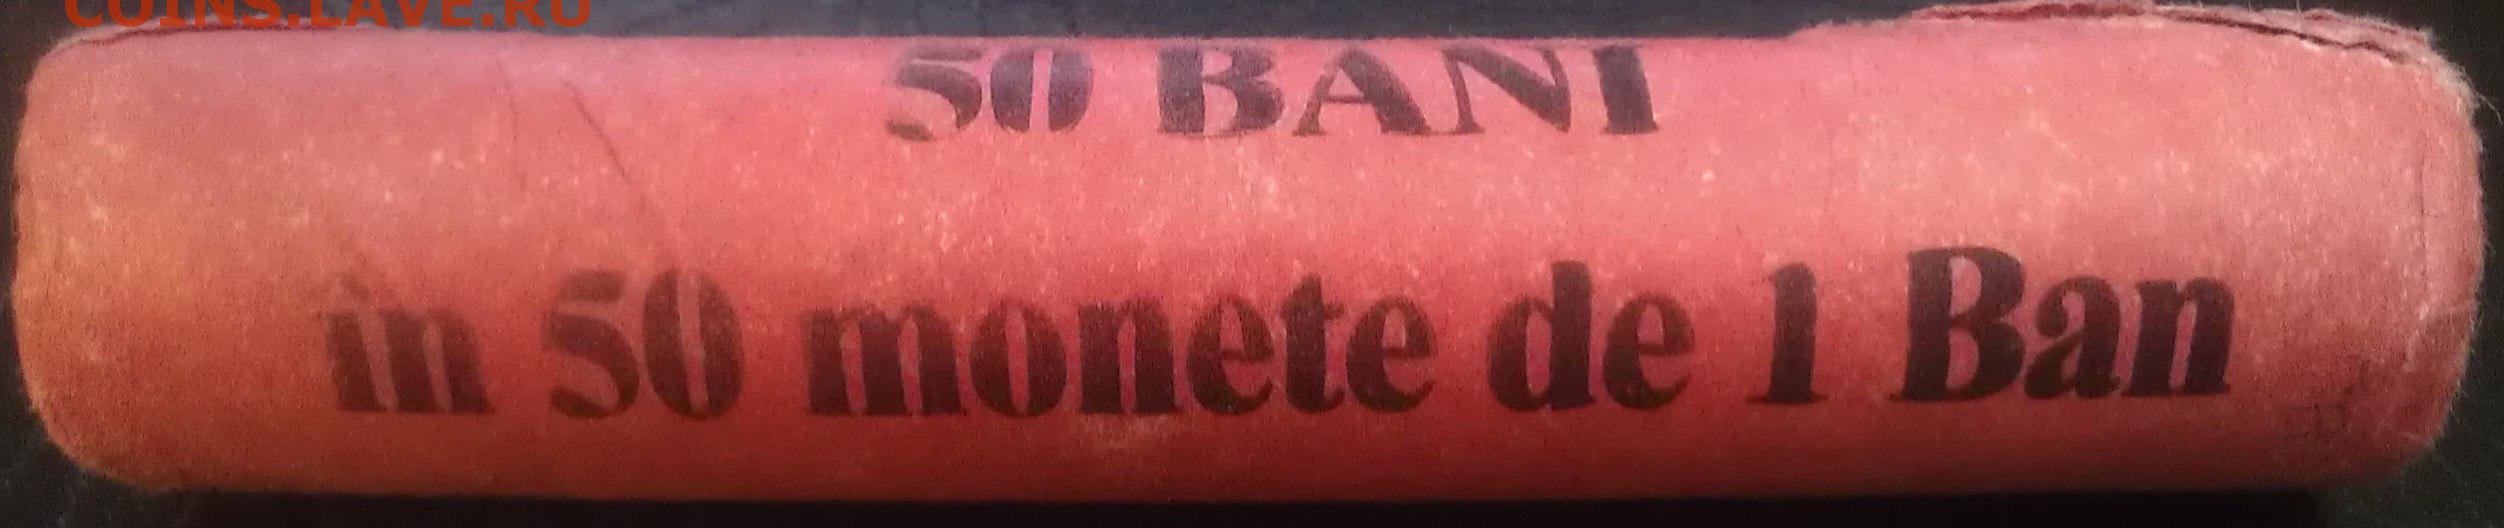 COINS.LAVE.RU
50 BANI
în 50 monete de 1 Ban